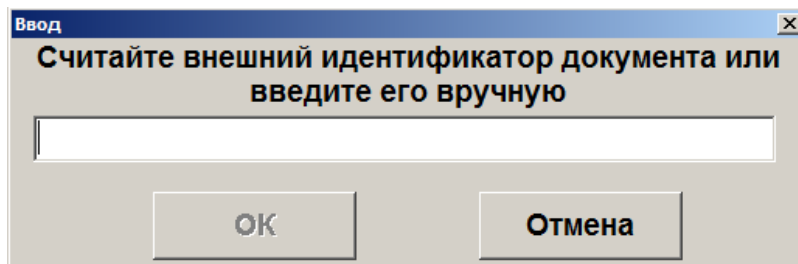 Ввод
Считайте внешний идентификатор документа или
введите его вручную
ОК
Отмена